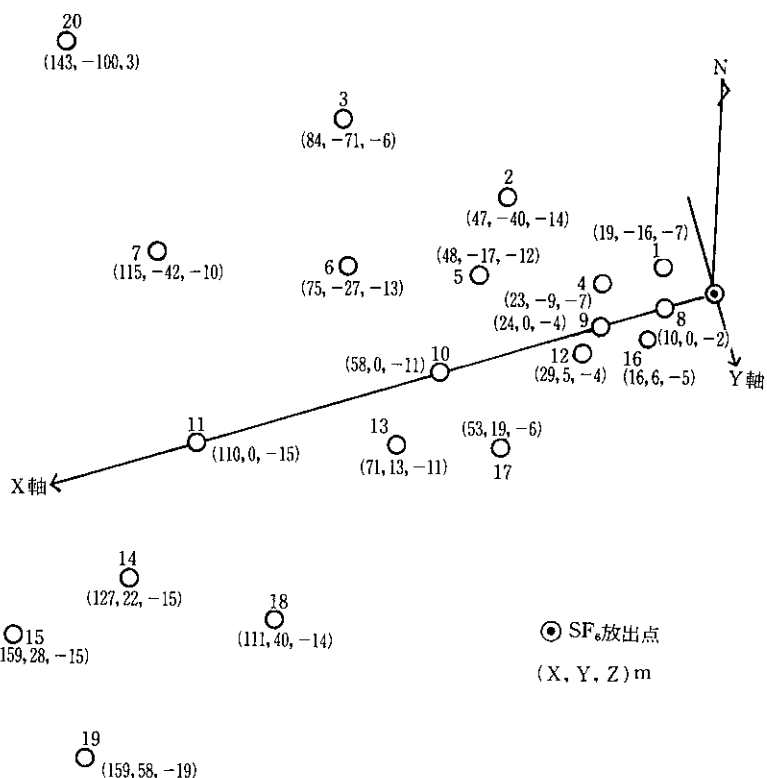 20
(143, −100, 3)
N
3
(84, −71, −6)
2
(47, −40, −14)
(19, −16, −7)
1
7
(115, −42, −10)
6
(75, −27, −13)
(48, −17, −12)
5
4
(23, −9, −7)
8
(10, 0, −2)
(24, 0, −4)
9
12
(29, 5, −4)
16
(16, 6, −5)
Y軸
(58, 0, −11)
10
11
(110, 0, −15)
X軸
13
(71, 13, −11)
(53, 19, −6)
17
14
(127, 22, −15)
18
(111, 40, −14)
15
159, 28, −15)
SF₆放出点
(X, Y, Z) m
19
(159, 58, −19)